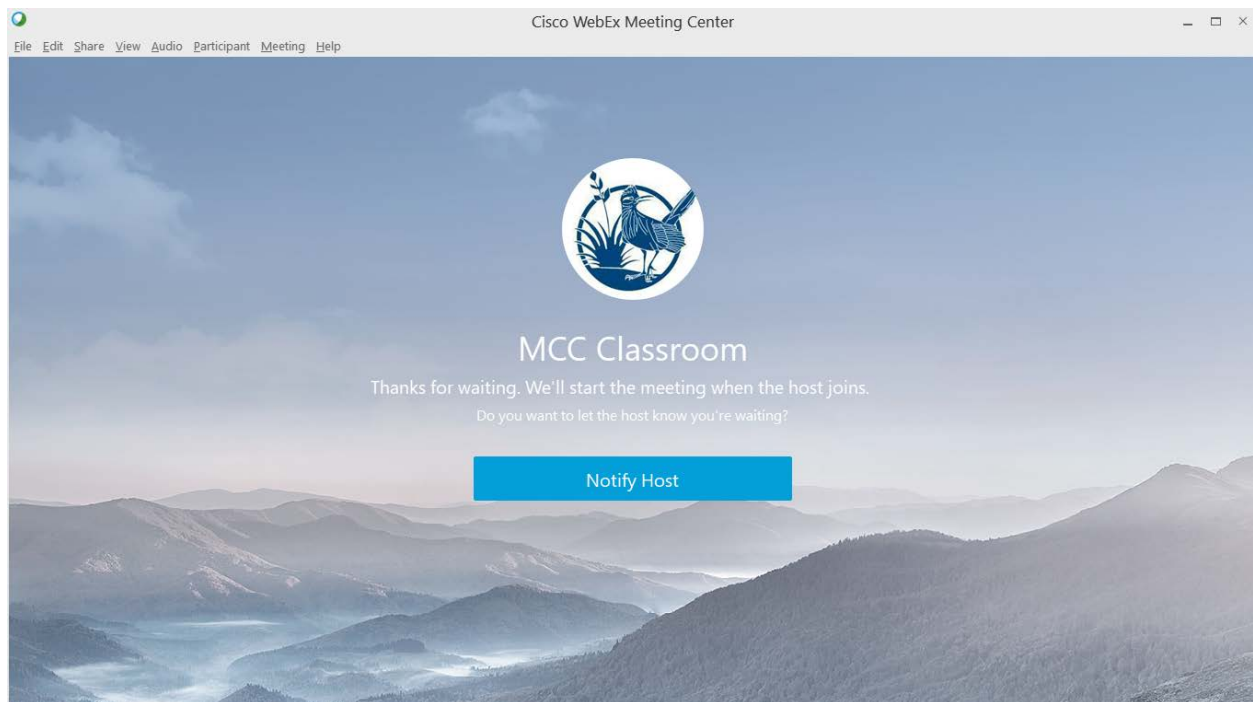 Cisco WebEx Meeting Center
File Edit Share View Audio Participant Meeting Help
MCC Classroom
Thanks for waiting. We'll start the meeting when the host joins.
Do you want to let the host know you're waiting?
Notify Host